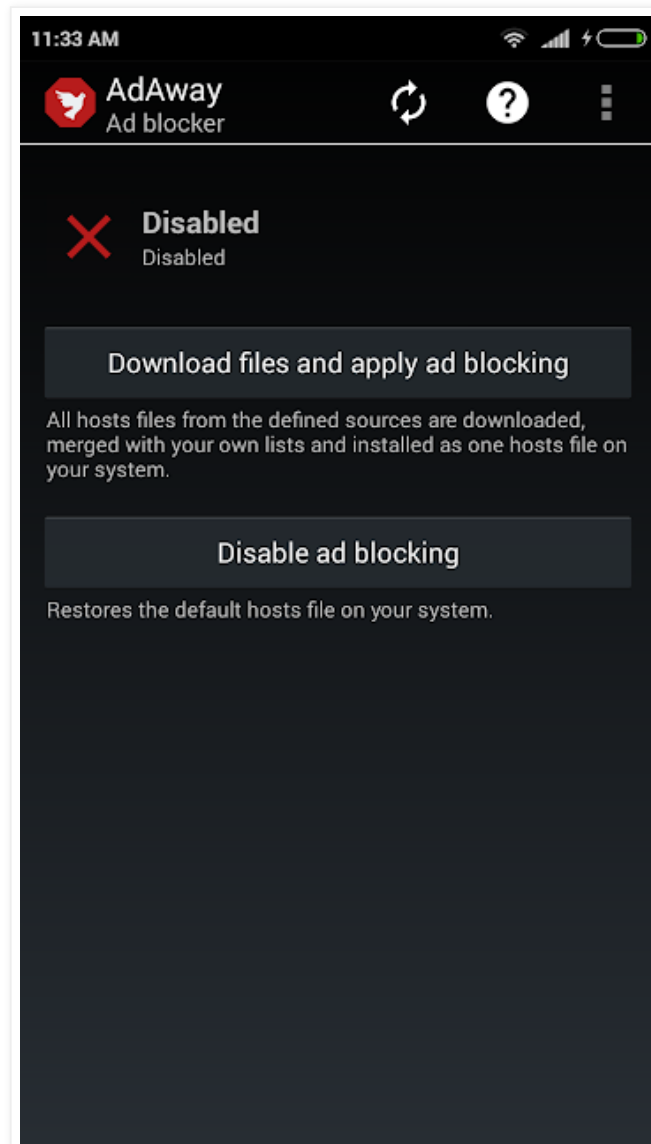 11:33 AM
AdAway
Ad blocker
Disabled
Disabled
Download files and apply ad blocking
All hosts files from the defined sources are downloaded,
merged with your own lists and installed as one hosts file on
your system.
Disable ad blocking
Restores the default hosts file on your system.